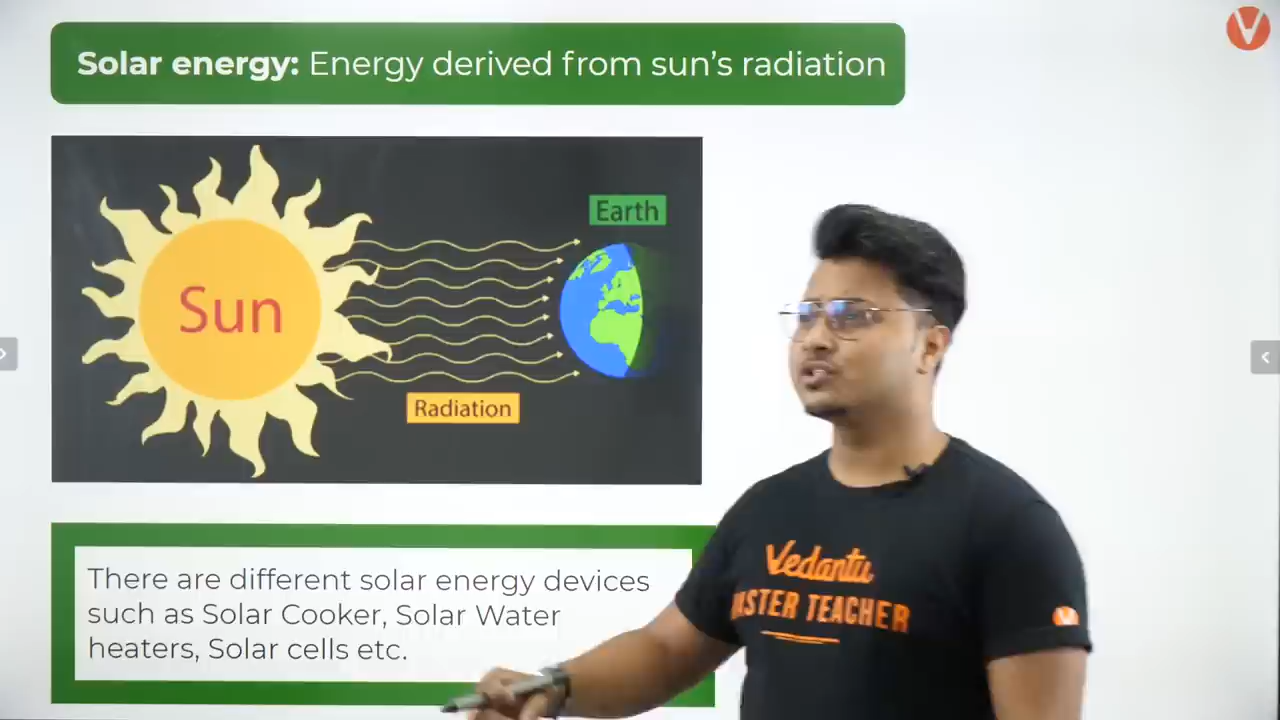 Solar energy: Energy derived from sun's radiation
V
Sun
Earth
Radiation
There are different solar energy devices
such as Solar Cooker, Solar Water
heaters, Solar cells etc.
Vedantu
MASTER TEACHER